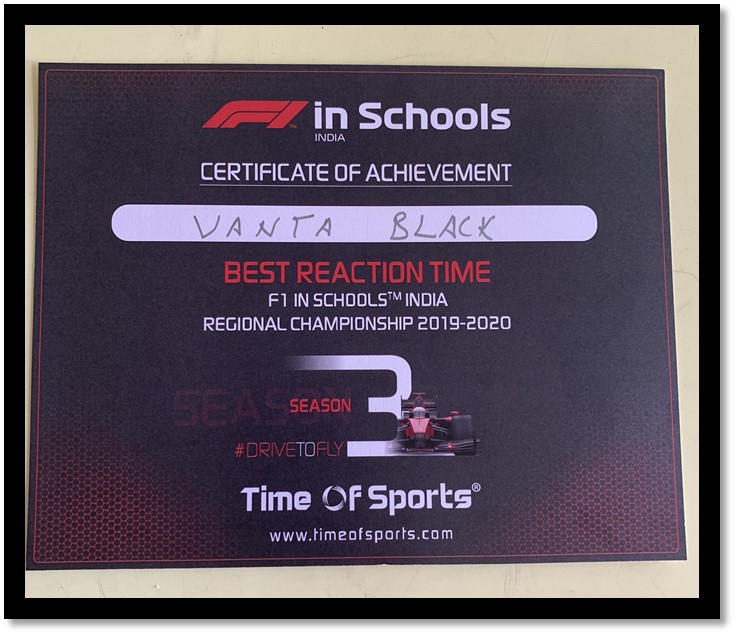 F1™ in Schools
INDIA
CERTIFICATE OF ACHIEVEMENT
VANTA BLACK
BEST REACTION TIME
F1 IN SCHOOLS™ INDIA
REGIONAL CHAMPIONSHIP 2019-2020
SEASON
SEASON 3
#DRIVETOFLY
Time Of Sports®
www.timeofsports.com